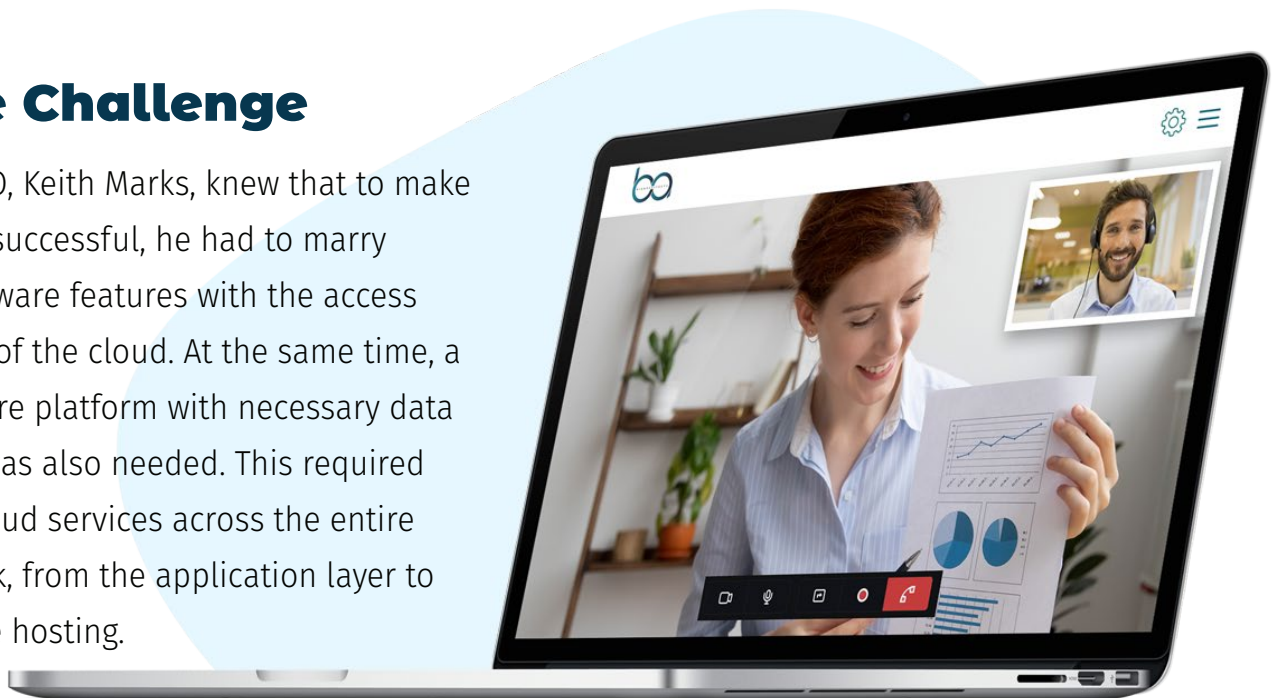 e Challenge
O, Keith Marks, knew that to make
successful, he had to marry
ware features with the access
of the cloud. At the same time, a
re platform with necessary data
as also needed. This required
ud services across the entire
k, from the application layer to
e hosting.
ba